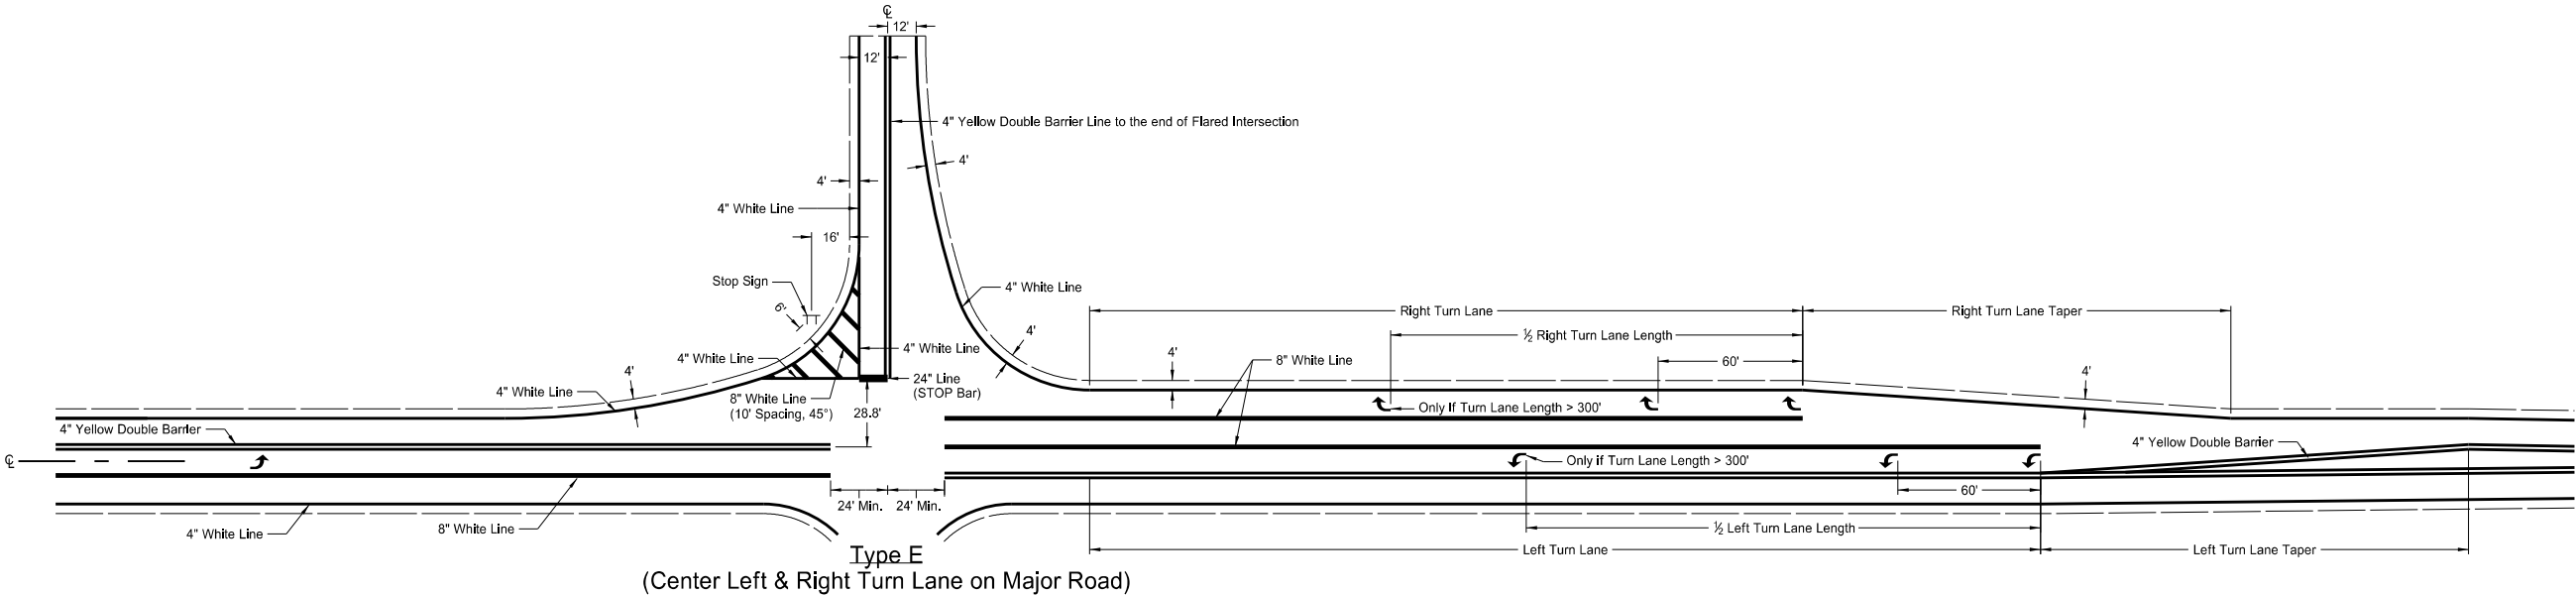 ℄
12'
12'
4" Yellow Double Barrier Line to the end of Flared Intersection
4'
4'
4" White Line
16'
Stop Sign
6'
4" White Line
4" White Line
4" White Line
4'
4'
4" White Line
8" White Line
(10' Spacing, 45°)
24" Line
(STOP Bar)
28.8'
Right Turn Lane
Right Turn Lane Taper
½ Right Turn Lane Length
60'
8" White Line
4'
4'
Only If Turn Lane Length > 300'
4" Yellow Double Barrier
℄
4" Yellow Double Barrier
Only if Turn Lane Length > 300'
60'
24' Min.
24' Min.
4" White Line
8" White Line
½ Left Turn Lane Length
Left Turn Lane
Left Turn Lane Taper
Type E
(Center Left & Right Turn Lane on Major Road)